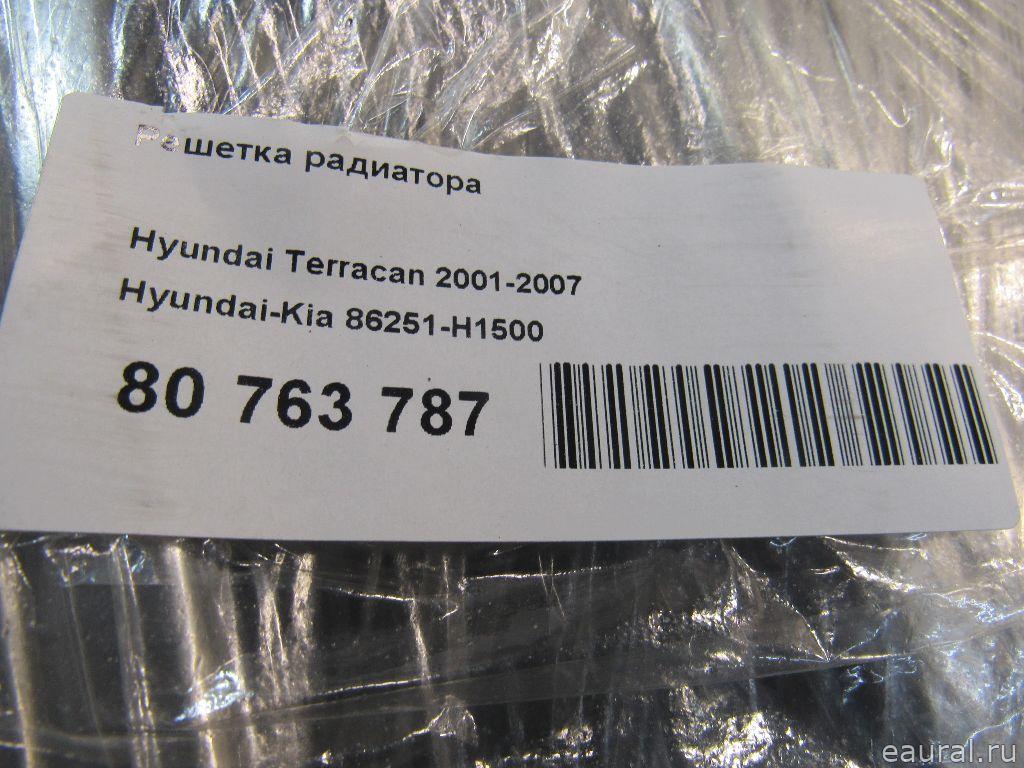 Решетка радиатора
Hyundai Terracan 2001-2007
Hyundai-Kia 86251-H1500
80 763 787
eaural.ru